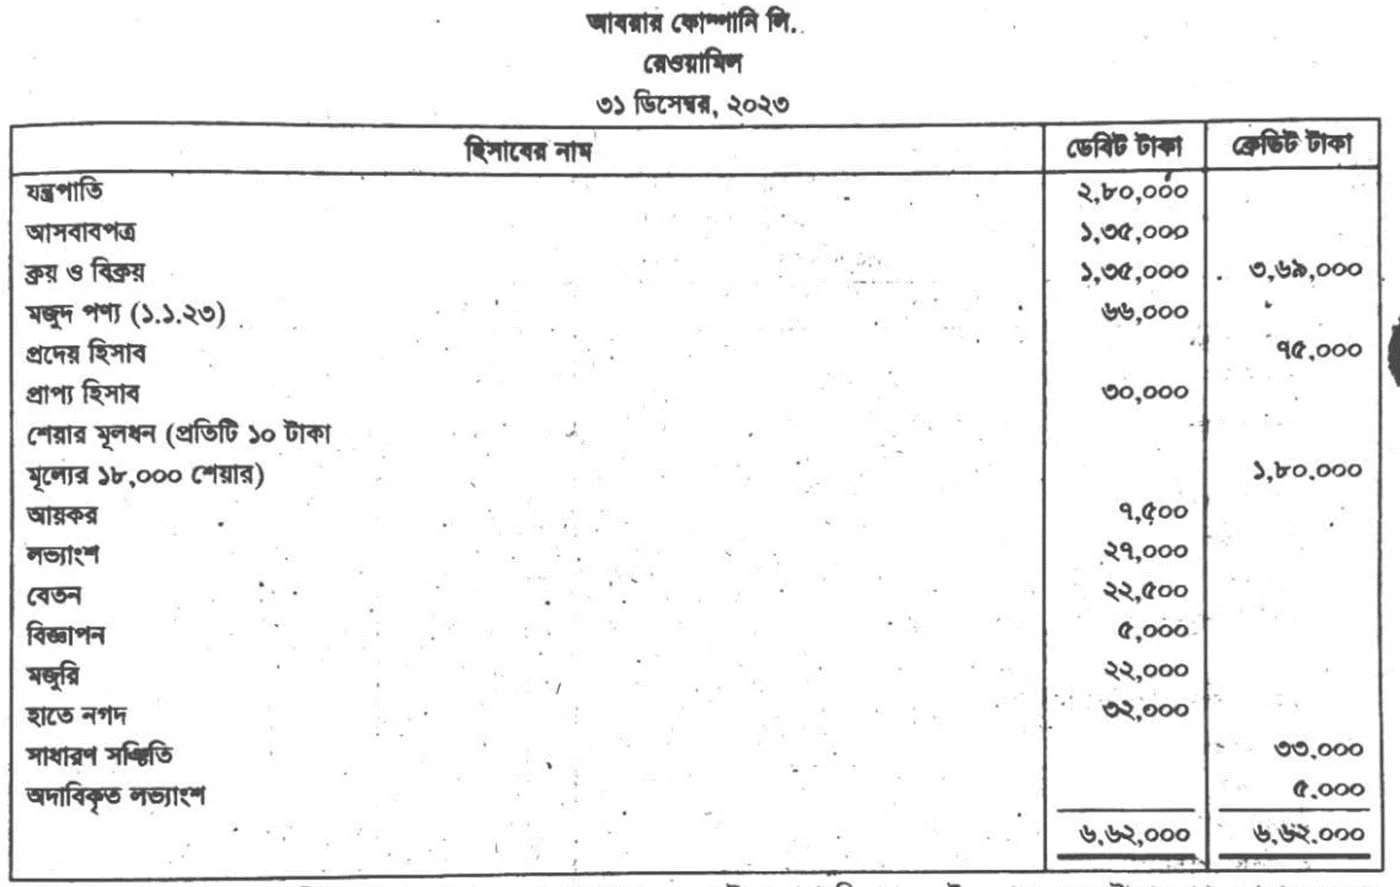 আবরার কোম্পানি লি.
রেওয়ামিল
৩১ ডিসেম্বর, ২০২৩
হিসাবের নাম ডেবিট টাকা ক্রেডিট টাকা
যন্ত্রপাতি ২,৮০,০০০
আসবাবপত্র ১,৩৫,০০০
ক্রয় ও বিক্রয় ১,৩৫,০০০ ৩,৬৯,০০০
মজুদ পণ্য (১.১.২৩) ৬৬,০০০
প্রদেয় হিসাব ৭৫,০০০
প্রাপ্য হিসাব ৩০,০০০
শেয়ার মূলধন (প্রতিটি ১০ টাকা
মূল্যের ১৮,০০০ শেয়ার) ১,৮০,০০০
আয়কর ৭,৫০০
লভ্যাংশ ২৭,০০০
বেতন ২২,৫০০
বিজ্ঞাপন ৫,০০০
মজুরি ২২,০০০
হাতে নগদ ৩২,০০০
সাধারণ সঞ্চিতি ৩৩,০০০
অদাবিকৃত লভ্যাংশ ৫,০০০
৬,৬২,০০০ ৬,৬২,০০০